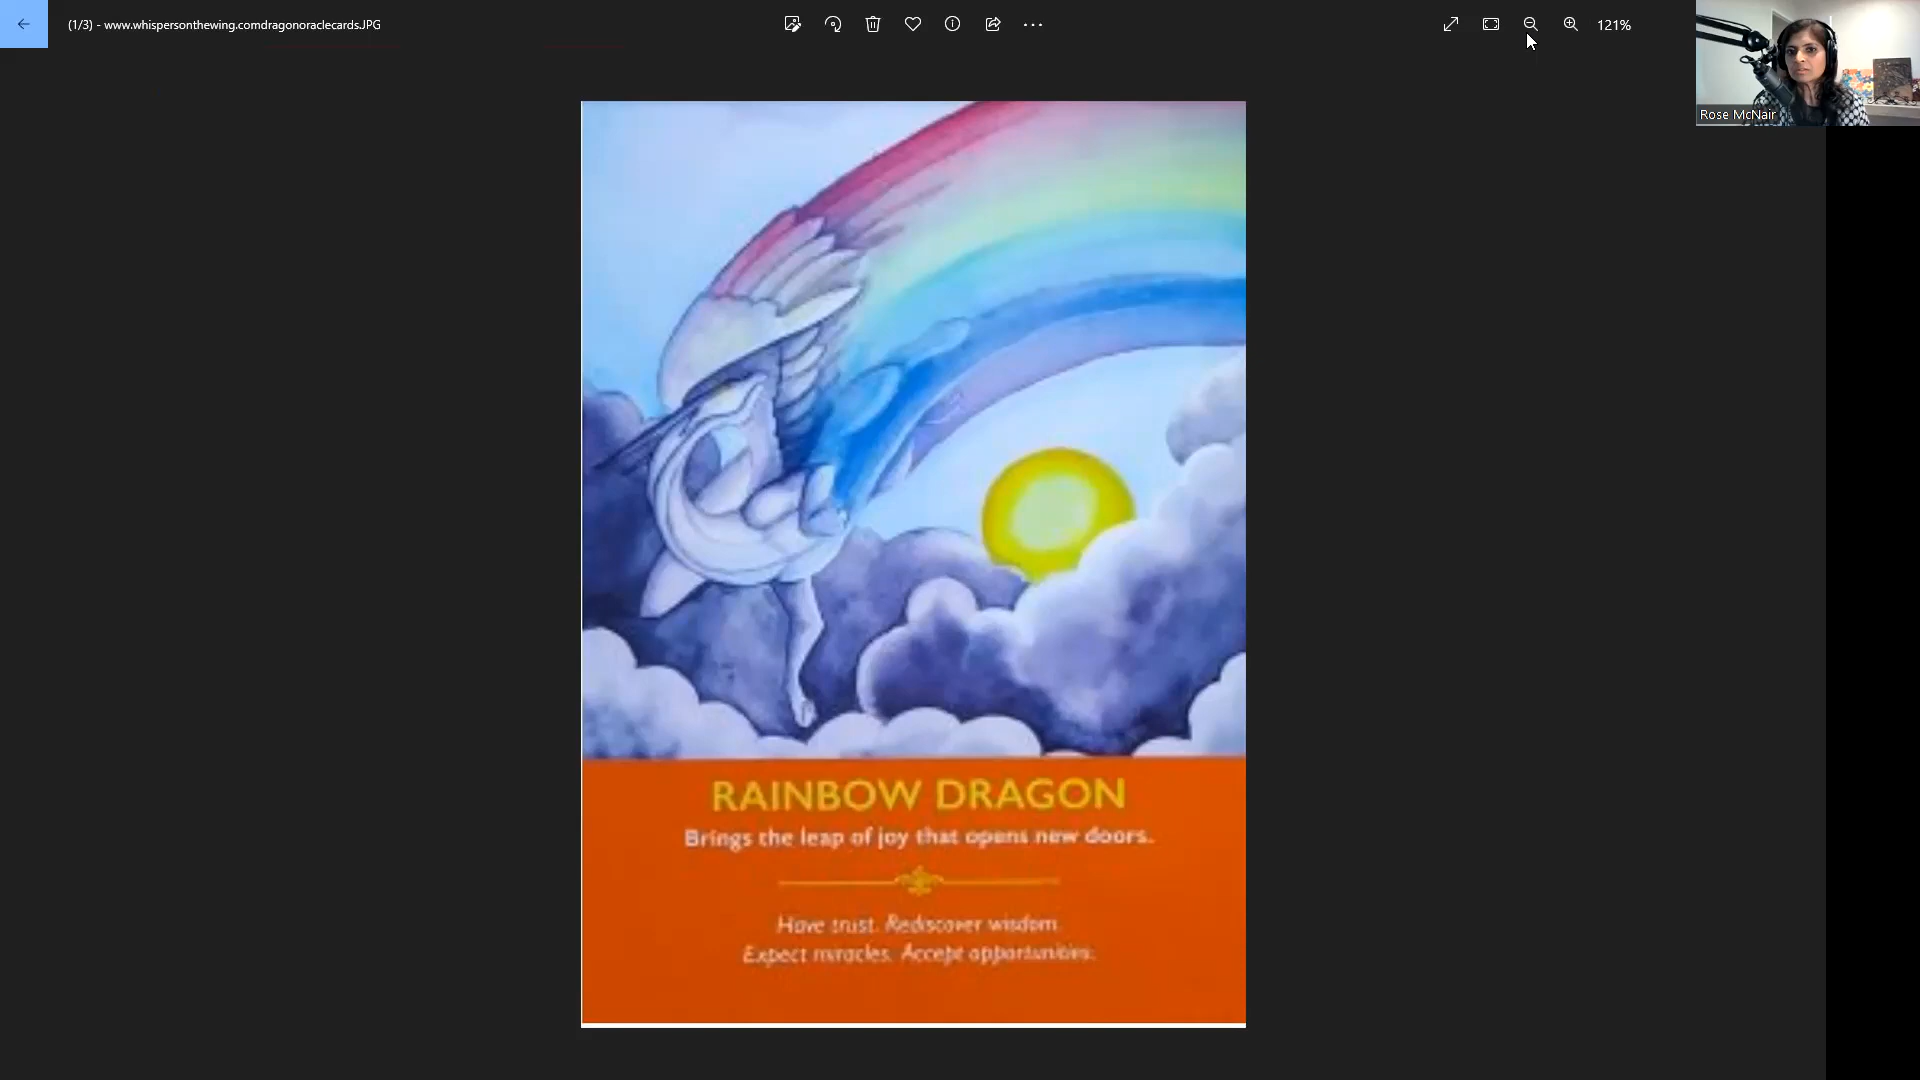 (1/3) - www.whispersonthewing.comdragonoraclecards.JPG
121%
Rose McNair
RAINBOW DRAGON
Brings the leap of joy that opens new doors.
Have trust. Rediscover wisdom.
Expect miracles. Accept opportunities.